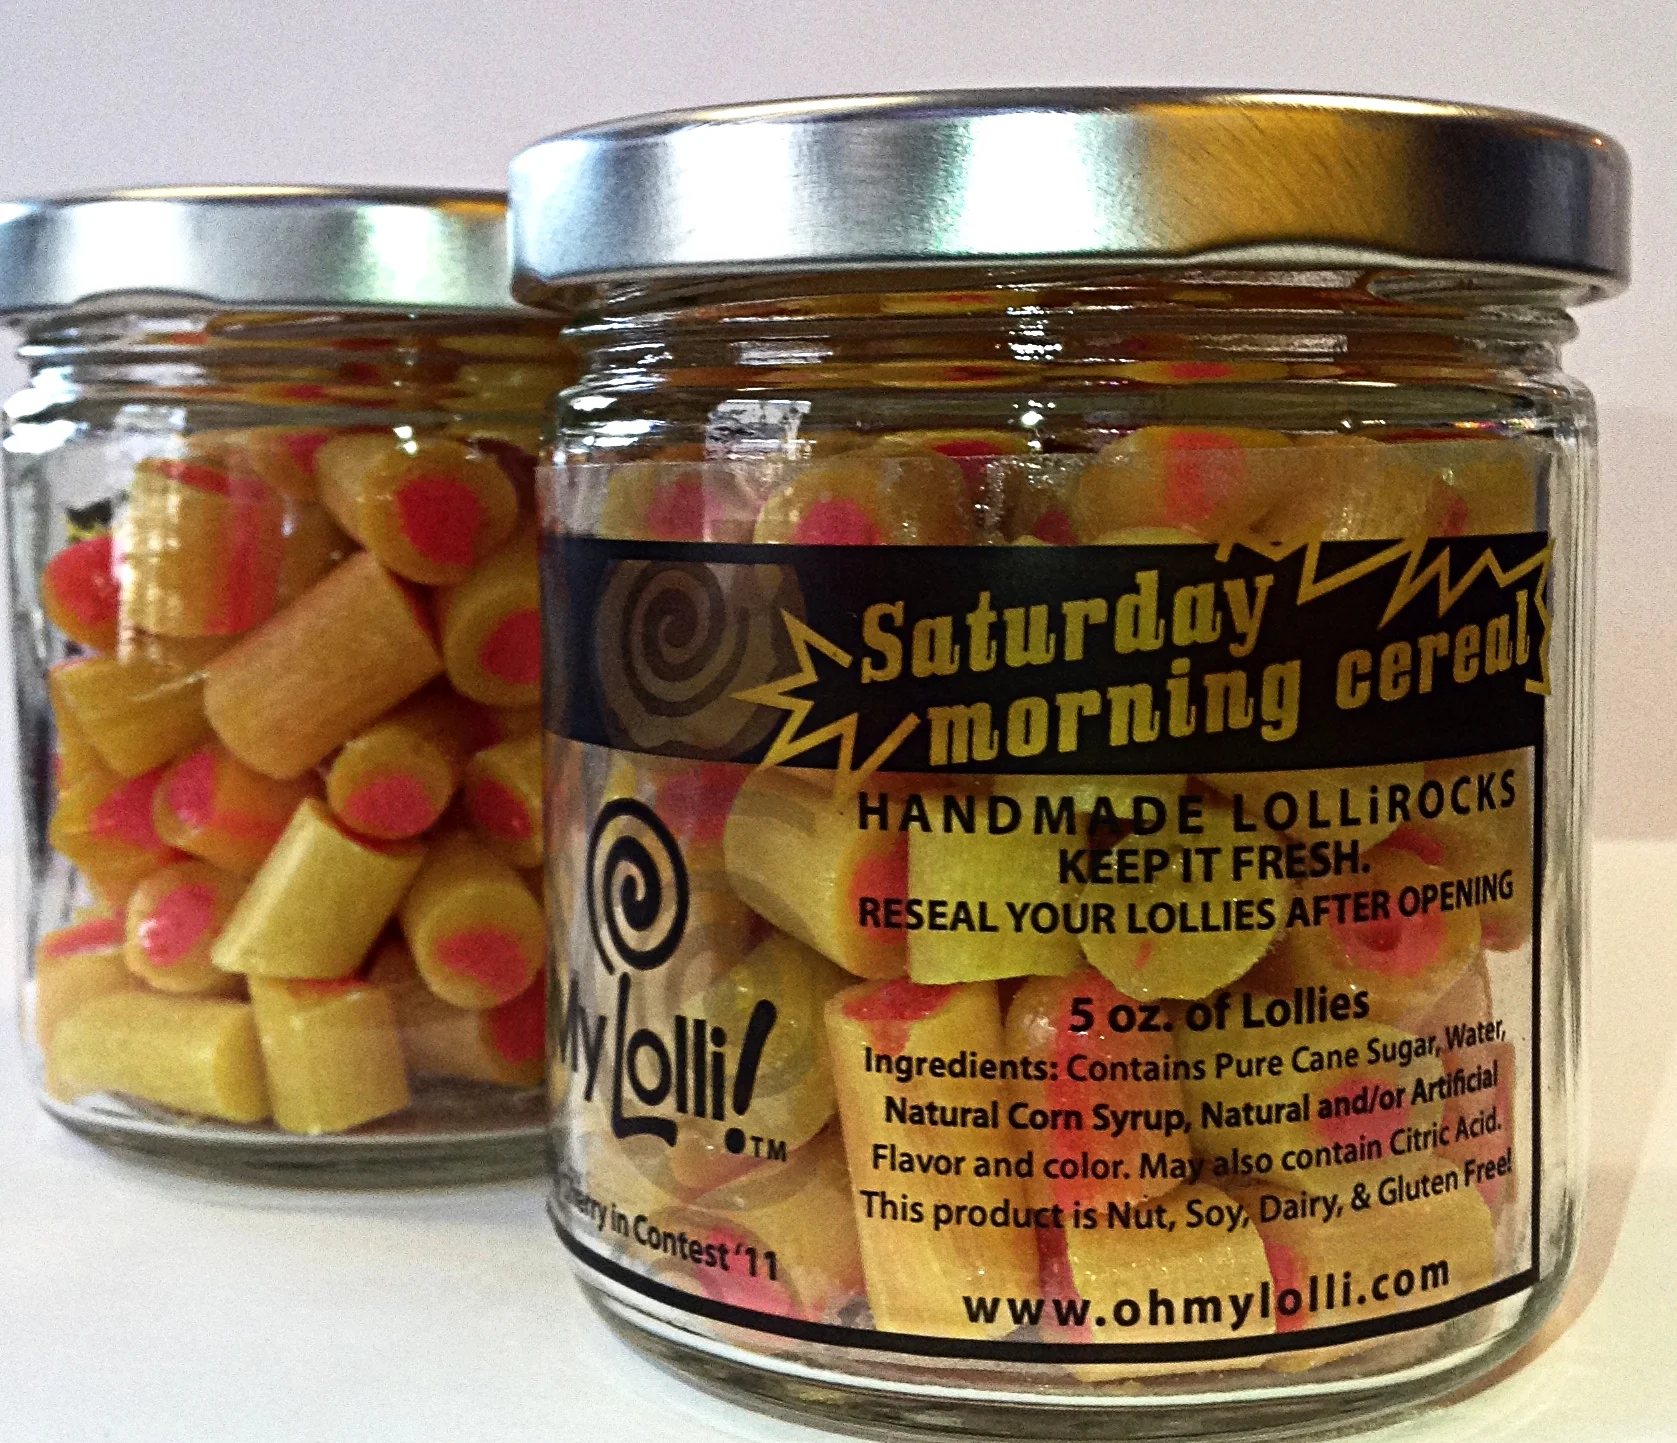 Saturday
morning cereal
HANDMADE LOLLiROCKS
KEEP IT FRESH.
RESEAL YOUR LOLLIES AFTER OPENING
5 oz. of Lollies
Ingredients: Contains Pure Cane Sugar, Water,
Natural Corn Syrup, Natural and/or Artificial
Flavor and color. May also contain Citric Acid.
This product is Nut, Soy, Dairy, & Gluten Free!
www.ohmylolli.com
My Lolli!™
in Contest '11